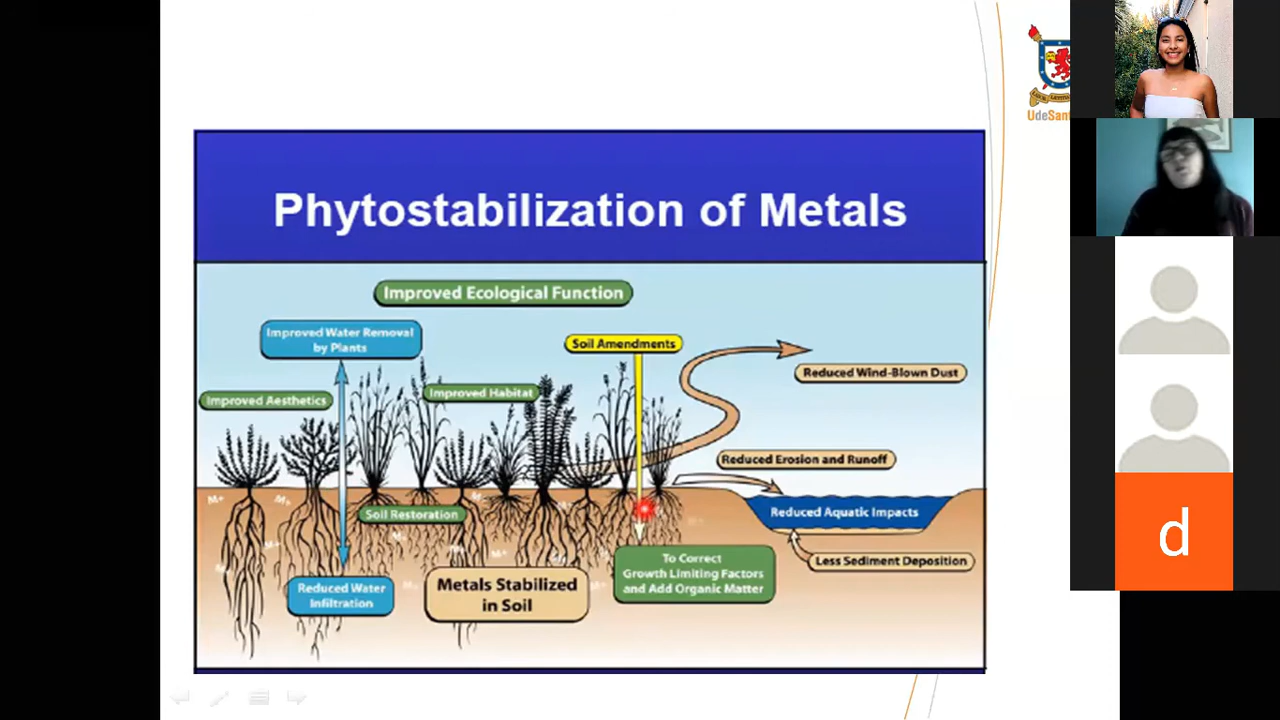 UdeSan
Phytostabilization of Metals
Improved Ecological Function
Improved Water Removal
by Plants
Soil Amendments
Reduced Wind-Blown Dust
Improved Aesthetics
Improved Habitat
Reduced Erosion and Runoff
M+
M+
M
Soil Restoration
Reduced Aquatic Impacts
d
M+
M+
To Correct
Growth Limiting Factors
and Add Organic Matter
Less Sediment Deposition
Reduced Water
Infiltration
Metals Stabilized
in Soil